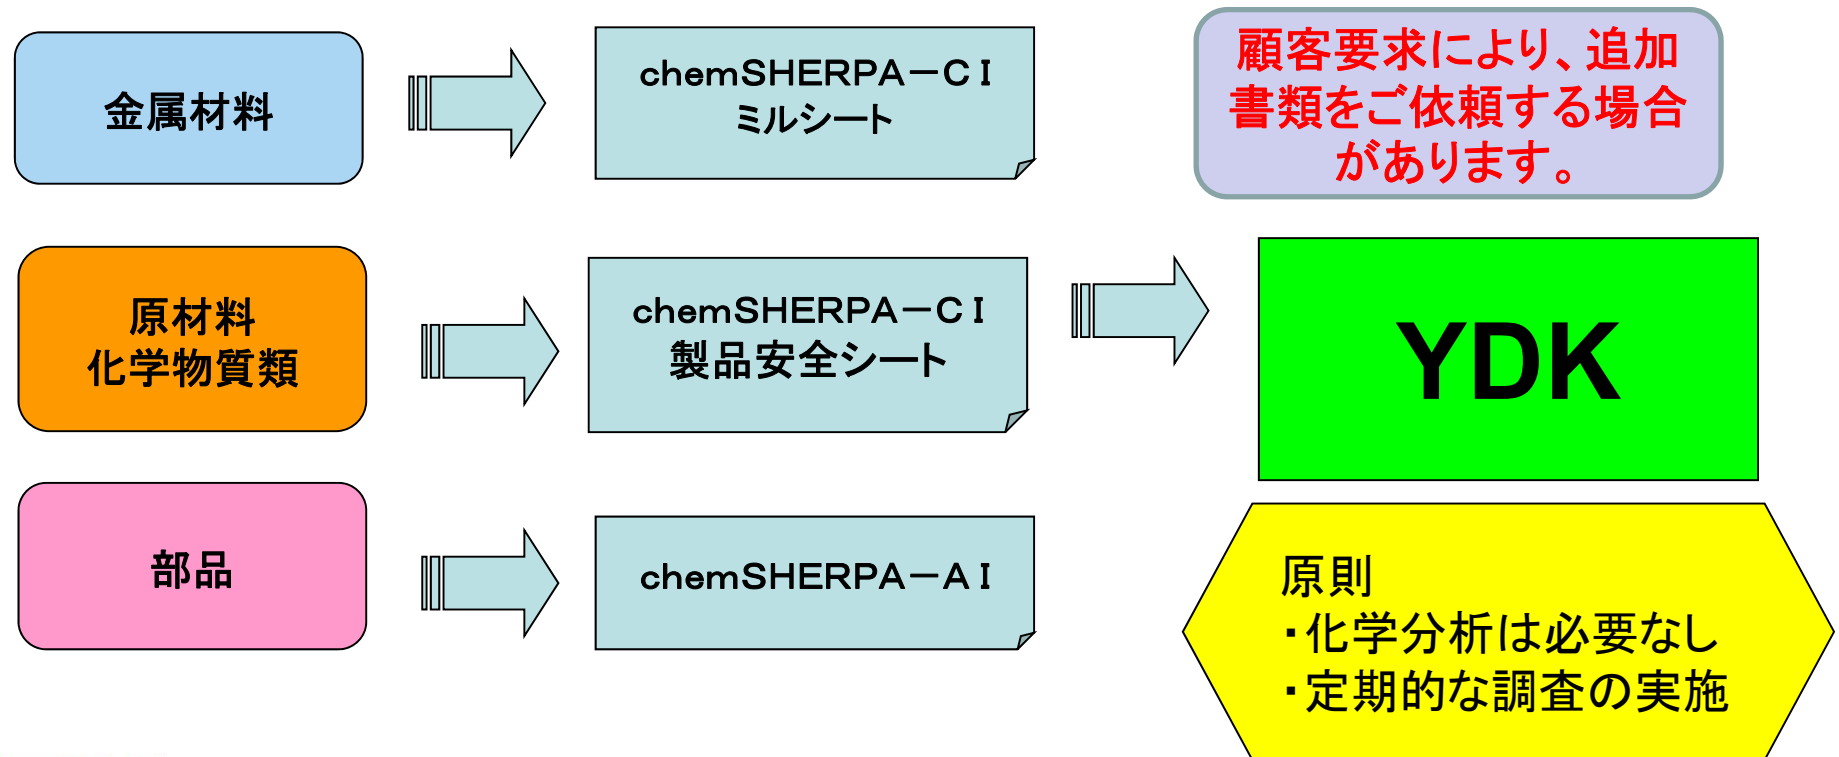 金属材料
chemSHERPA－CI
ミルシート
顧客要求により、追加
書類をご依頼する場合
があります。
原材料
化学物質類
chemSHERPA－CI
製品安全シート
YDK
部品
chemSHERPA－AI
原則
・化学分析は必要なし
・定期的な調査の実施